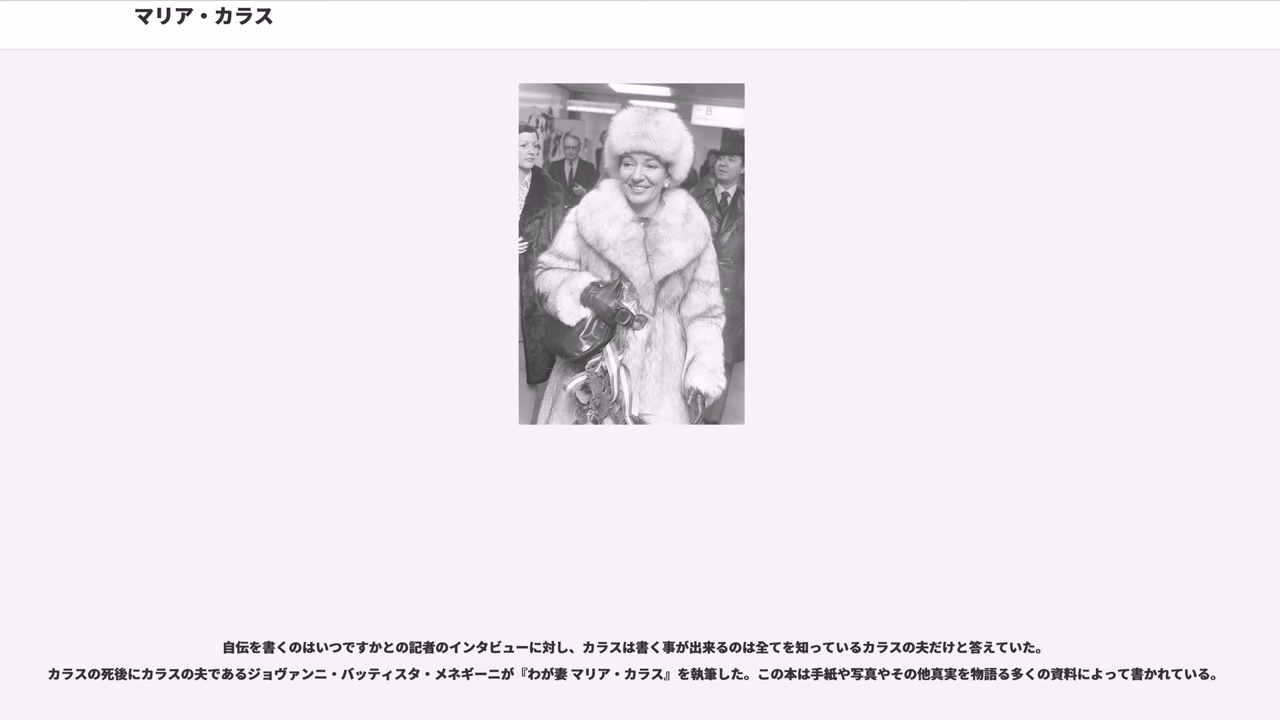 マリア・カラス
B
自伝を書くのはいつですかとの記者のインタビューに対し、カラスは書く事が出来るのは全てを知っているカラスの夫だけと答えていた。
カラスの死後にカラスの夫であるジョヴァンニ・バッティスタ・メネギーニが『わが妻 マリア・カラス』を執筆した。この本は手紙や写真やその他真実を物語る多くの資料によって書かれている。